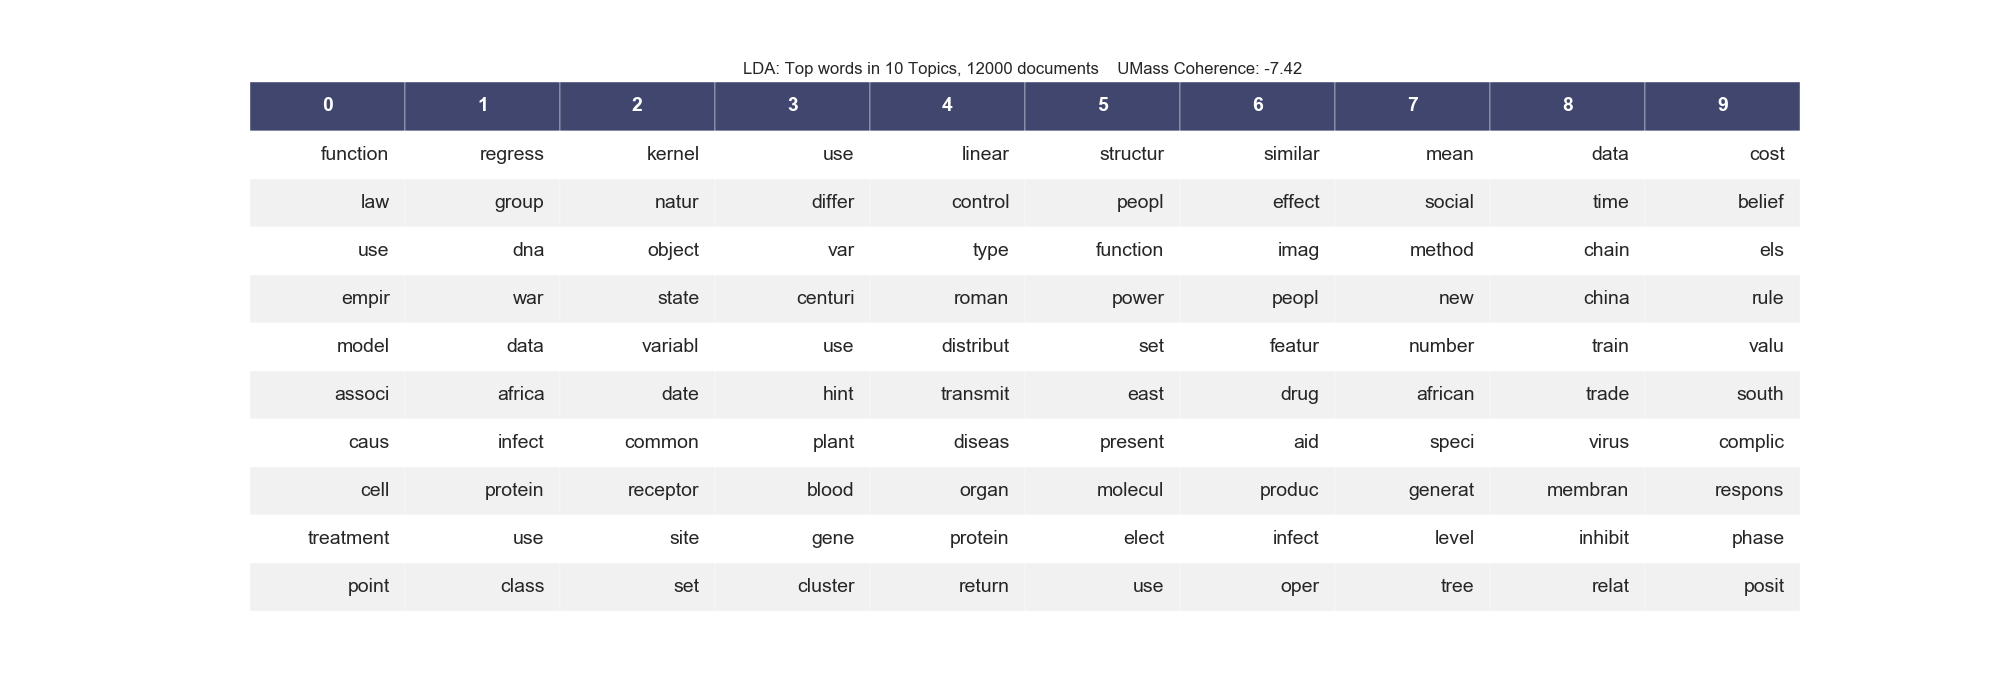 LDA: Top words in 10 Topics, 12000 documents    UMass Coherence: -7.42
0 1 2 3 4 5 6 7 8 9
function regress kernel use linear structur similar mean data cost
law group natur differ control peopl effect social time belief
use dna object var type function imag method chain els
empir war state centuri roman power peopl new china rule
model data variabl use distribut set featur number train valu
associ africa date hint transmit east drug african trade south
caus infect common plant diseas present aid speci virus complic
cell protein receptor blood organ molecul produc generat membran respons
treatment use site gene protein elect infect level inhibit phase
point class set cluster return use oper tree relat posit